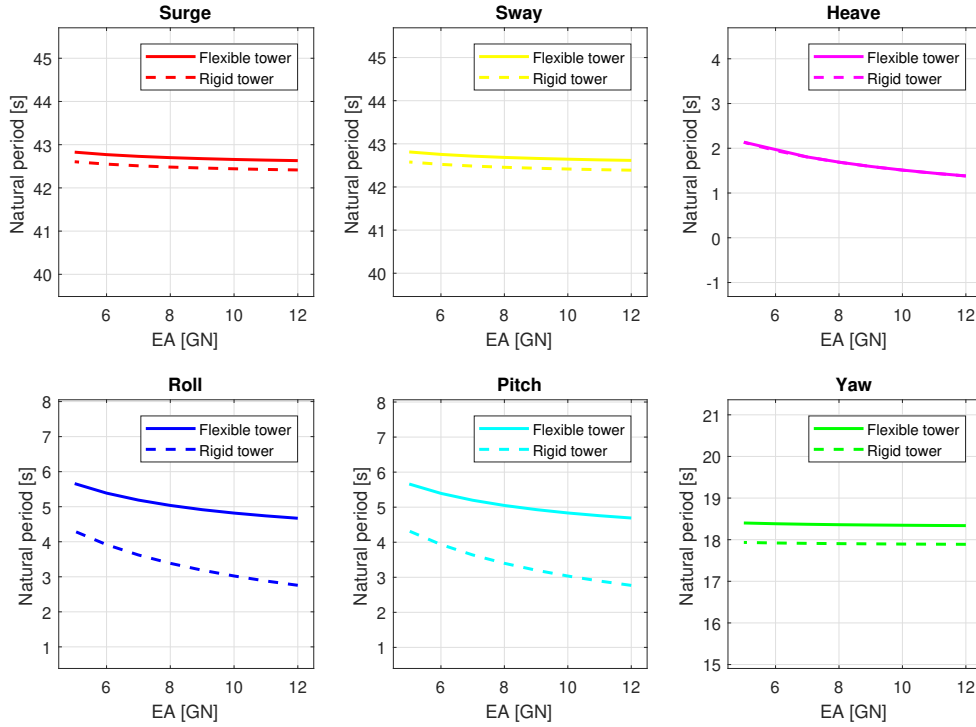 Surge
Natural period [s]
45
44
43
42
41
40
6
8
10
12
EA [GN]
Flexible tower
Rigid tower
Sway
Natural period [s]
45
44
43
42
41
40
6
8
10
12
EA [GN]
Flexible tower
Rigid tower
Heave
Natural period [s]
4
3
2
1
0
-1
6
8
10
12
EA [GN]
Flexible tower
Rigid tower
Roll
Natural period [s]
8
7
6
5
4
3
2
1
6
8
10
12
EA [GN]
Flexible tower
Rigid tower
Pitch
Natural period [s]
8
7
6
5
4
3
2
1
6
8
10
12
EA [GN]
Flexible tower
Rigid tower
Yaw
Natural period [s]
21
20
19
18
17
16
15
6
8
10
12
EA [GN]
Flexible tower
Rigid tower